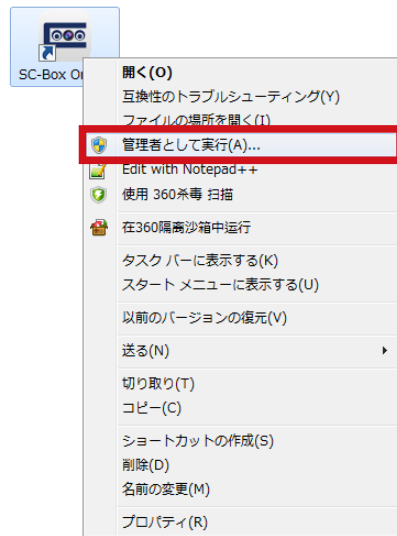 SC-Box On
開く(O)
互換性のトラブルシューティング(Y)
ファイルの場所を開く(I)
管理者として実行(A)...
Edit with Notepad++
使用 360杀毒 扫描
在360隔离沙箱中运行
タスク バーに表示する(K)
スタート メニューに表示する(U)
以前のバージョンの復元(V)
送る(N)
切り取り(T)
コピー(C)
ショートカットの作成(S)
削除(D)
名前の変更(M)
プロパティ(R)